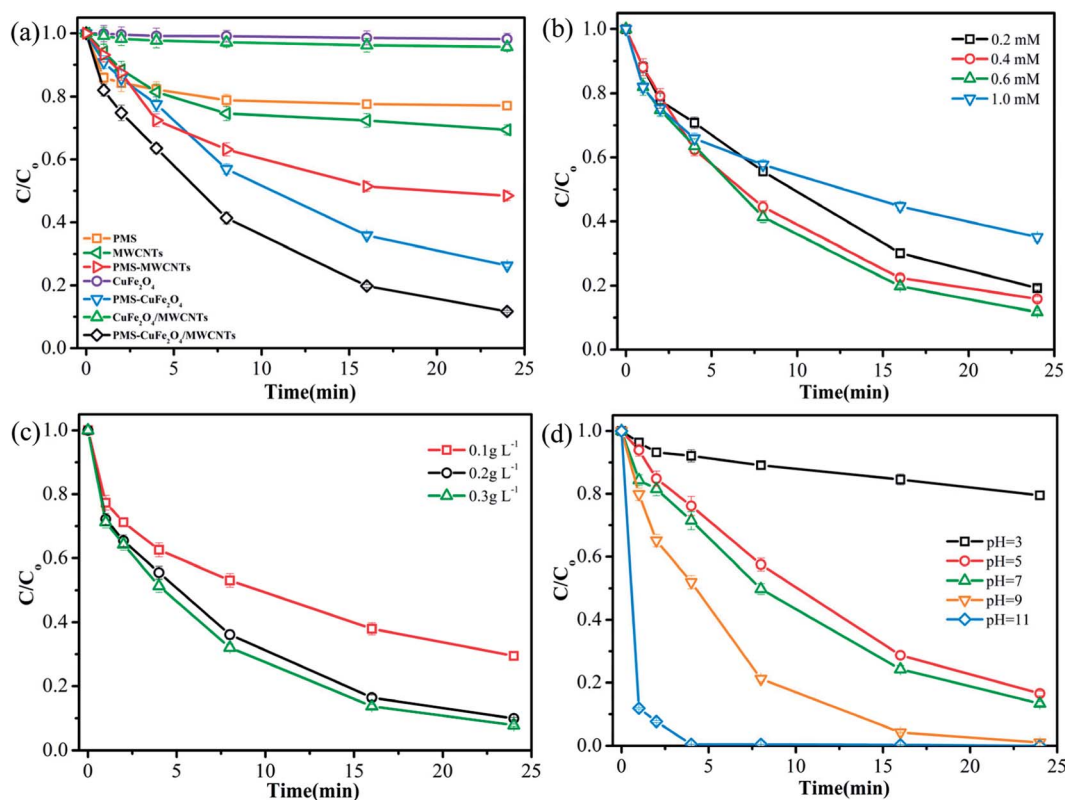 (a)
C/Cₒ
1.0
0.8
0.6
0.4
0.2
0.0
PMS
MWCNTs
PMS-MWCNTs
CuFe₂O₄
PMS-CuFe₂O₄
CuFe₂O₄/MWCNTs
PMS-CuFe₂O₄/MWCNTs
0 5 10 15 20 25
Time(min)
(b)
C/Cₒ
1.0
0.8
0.6
0.4
0.2
0.0
0.2 mM
0.4 mM
0.6 mM
1.0 mM
0 5 10 15 20 25
Time(min)
(c)
C/Cₒ
1.0
0.8
0.6
0.4
0.2
0.0
0.1g L⁻¹
0.2g L⁻¹
0.3g L⁻¹
0 5 10 15 20 25
Time(min)
(d)
C/Cₒ
1.0
0.8
0.6
0.4
0.2
0.0
pH=3
pH=5
pH=7
pH=9
pH=11
0 5 10 15 20 25
Time(min)